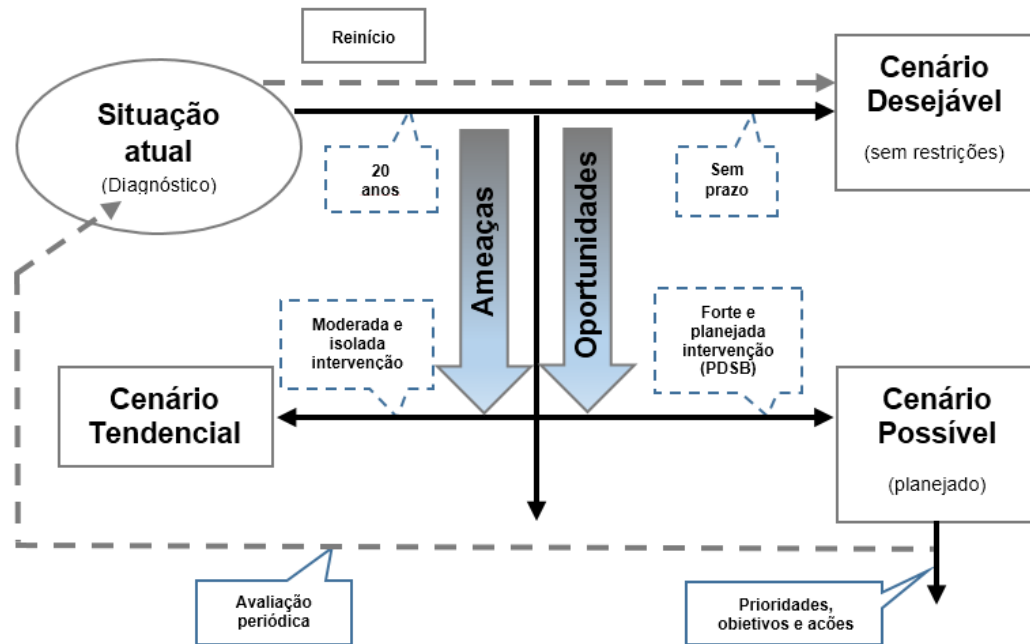 Reinício
Cenário
Desejável
(sem restrições)
Situação
atual
(Diagnóstico)
20
anos
Sem
prazo
Ameaças
Oportunidades
Moderada e
isolada
intervenção
Forte e
planejada
intervenção
(PDSB)
Cenário
Tendencial
Cenário
Possível
(planejado)
Avaliação
periódica
Prioridades,
objetivos e acões